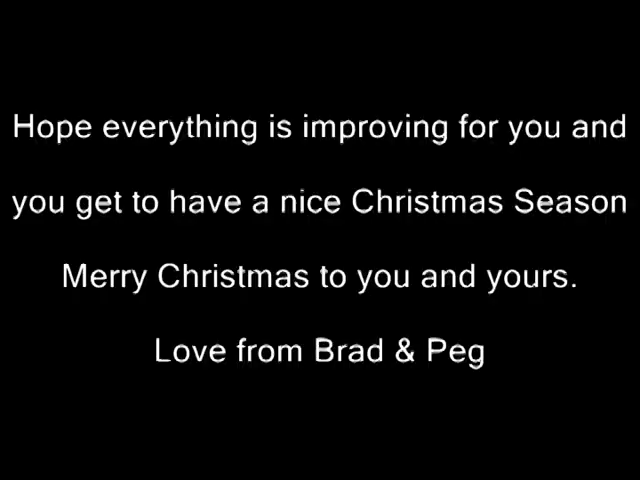 Hope everything is improving for you and
you get to have a nice Christmas Season
Merry Christmas to you and yours.
Love from Brad & Peg